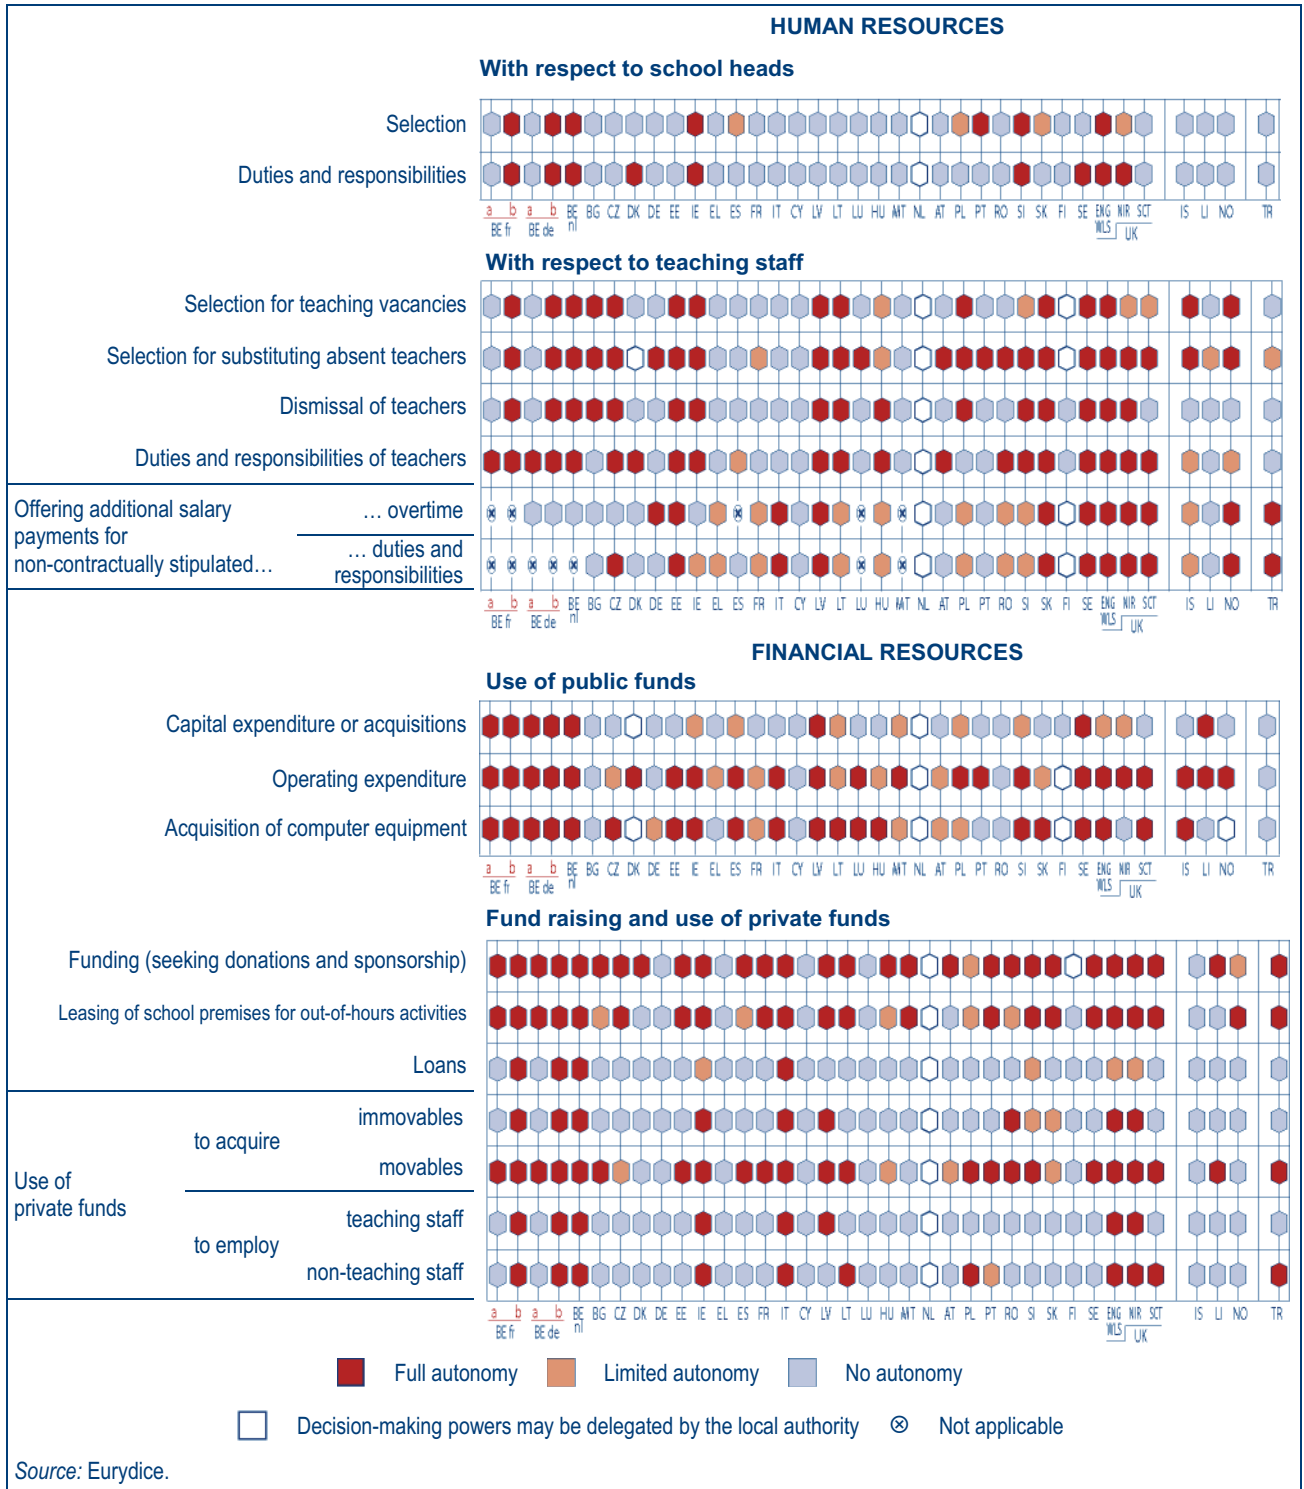 HUMAN RESOURCES
With respect to school heads
Selection
Duties and responsibilities
a b a b BE nl BG CZ DK DE EE IE EL ES FR IT CY LV LT LU HU MT NL AT PL PT RO SI SK FI SE ENG NIR SCT IS LI NO TR
BE fr BE de WLS UK
With respect to teaching staff
Selection for teaching vacancies
Selection for substituting absent teachers
Dismissal of teachers
Duties and responsibilities of teachers
Offering additional salary payments for non-contractually stipulated…
… overtime
… duties and responsibilities
a b a b BE nl BG CZ DK DE EE IE EL ES FR IT CY LV LT LU HU MT NL AT PL PT RO SI SK FI SE ENG NIR SCT IS LI NO TR
BE fr BE de WLS UK
FINANCIAL RESOURCES
Use of public funds
Capital expenditure or acquisitions
Operating expenditure
Acquisition of computer equipment
a b a b BE nl BG CZ DK DE EE IE EL ES FR IT CY LV LT LU HU MT NL AT PL PT RO SI SK FI SE ENG NIR SCT IS LI NO TR
BE fr BE de WLS UK
Fund raising and use of private funds
Funding (seeking donations and sponsorship)
Leasing of school premises for out-of-hours activities
Loans
Use of private funds
to acquire
immovables
movables
to employ
teaching staff
non-teaching staff
a b a b BE nl BG CZ DK DE EE IE EL ES FR IT CY LV LT LU HU MT NL AT PL PT RO SI SK FI SE ENG NIR SCT IS LI NO TR
BE fr BE de WLS UK
Full autonomy Limited autonomy No autonomy
Decision-making powers may be delegated by the local authority Not applicable
Source: Eurydice.